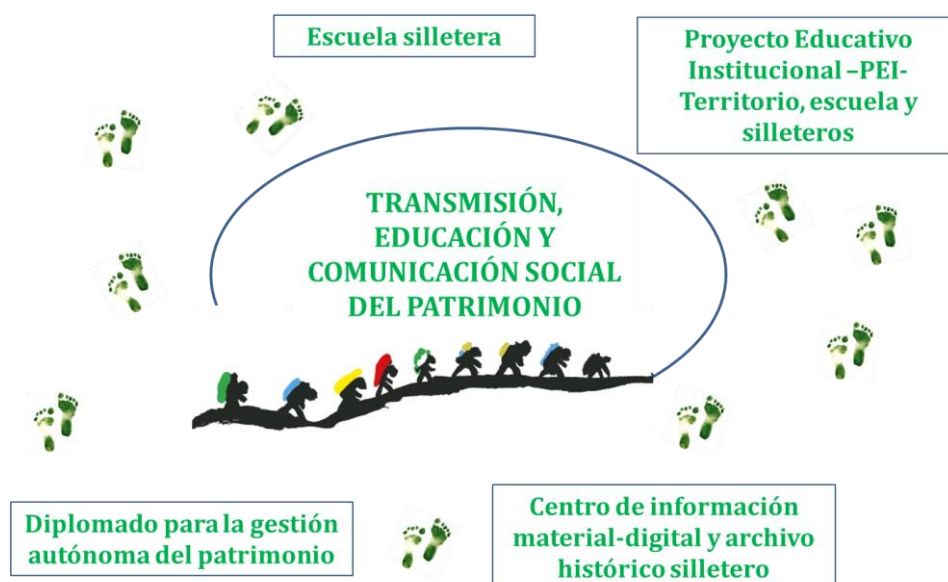 Escuela silletera
Proyecto Educativo
Institucional –PEI-
Territorio, escuela y
silleteros
TRANSMISIÓN,
EDUCACIÓN Y
COMUNICACIÓN SOCIAL
DEL PATRIMONIO
Diplomado para la gestión
autónoma del patrimonio
Centro de información
material-digital y archivo
histórico silletero